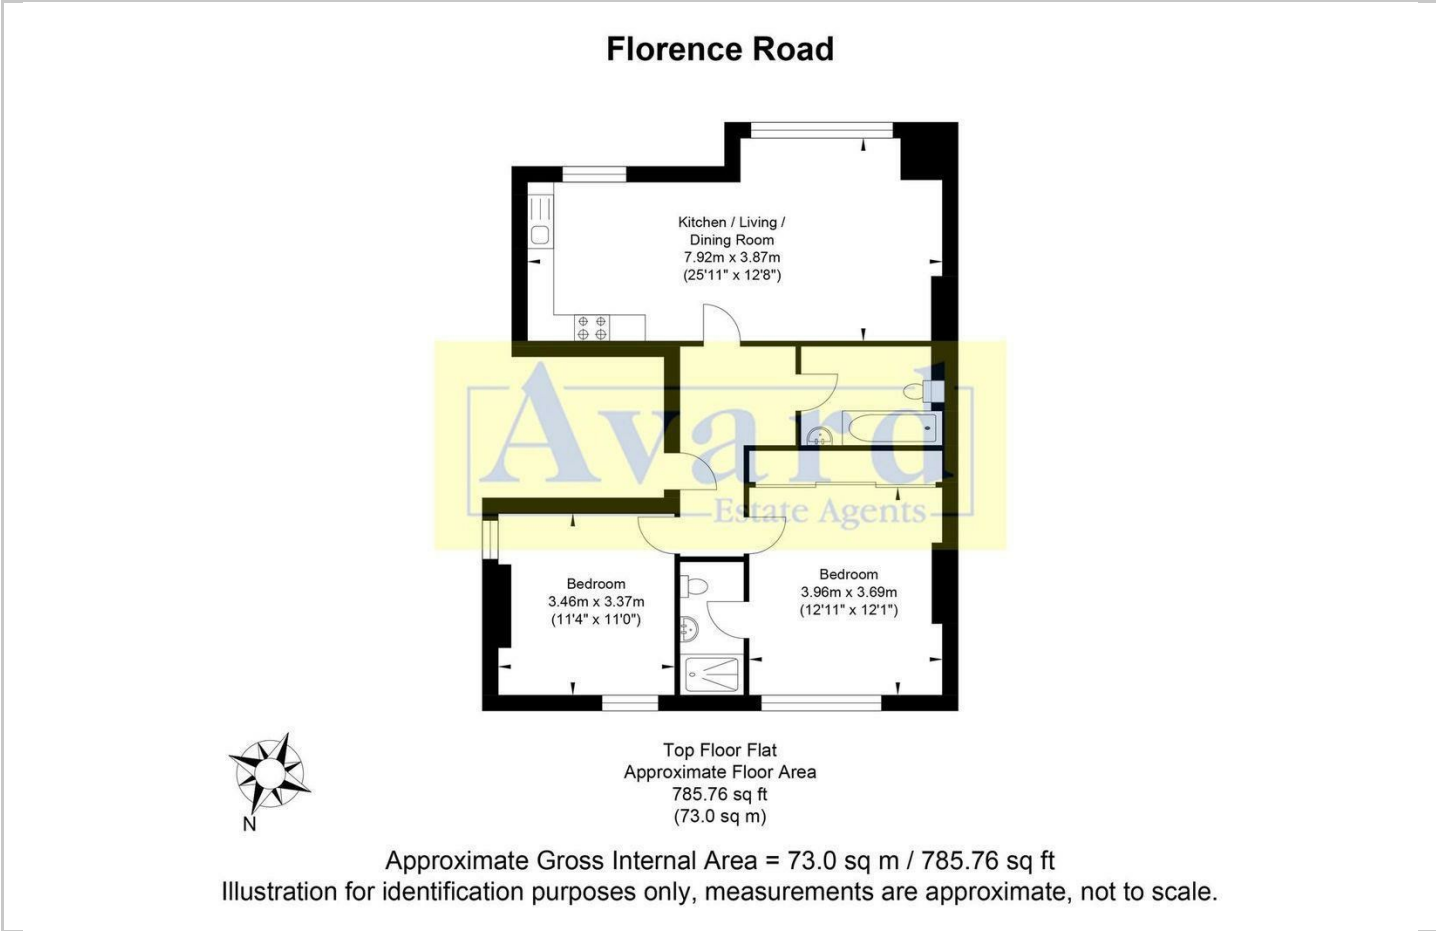 Florence Road
Kitchen / Living /
Dining Room
7.92m x 3.87m
(25'11" x 12'8")
Avard
Estate Agents
Bedroom
3.46m x 3.37m
(11'4" x 11'0")
Bedroom
3.96m x 3.69m
(12'11" x 12'1")
N
Top Floor Flat
Approximate Floor Area
785.76 sq ft
(73.0 sq m)
Approximate Gross Internal Area = 73.0 sq m / 785.76 sq ft
Illustration for identification purposes only, measurements are approximate, not to scale.